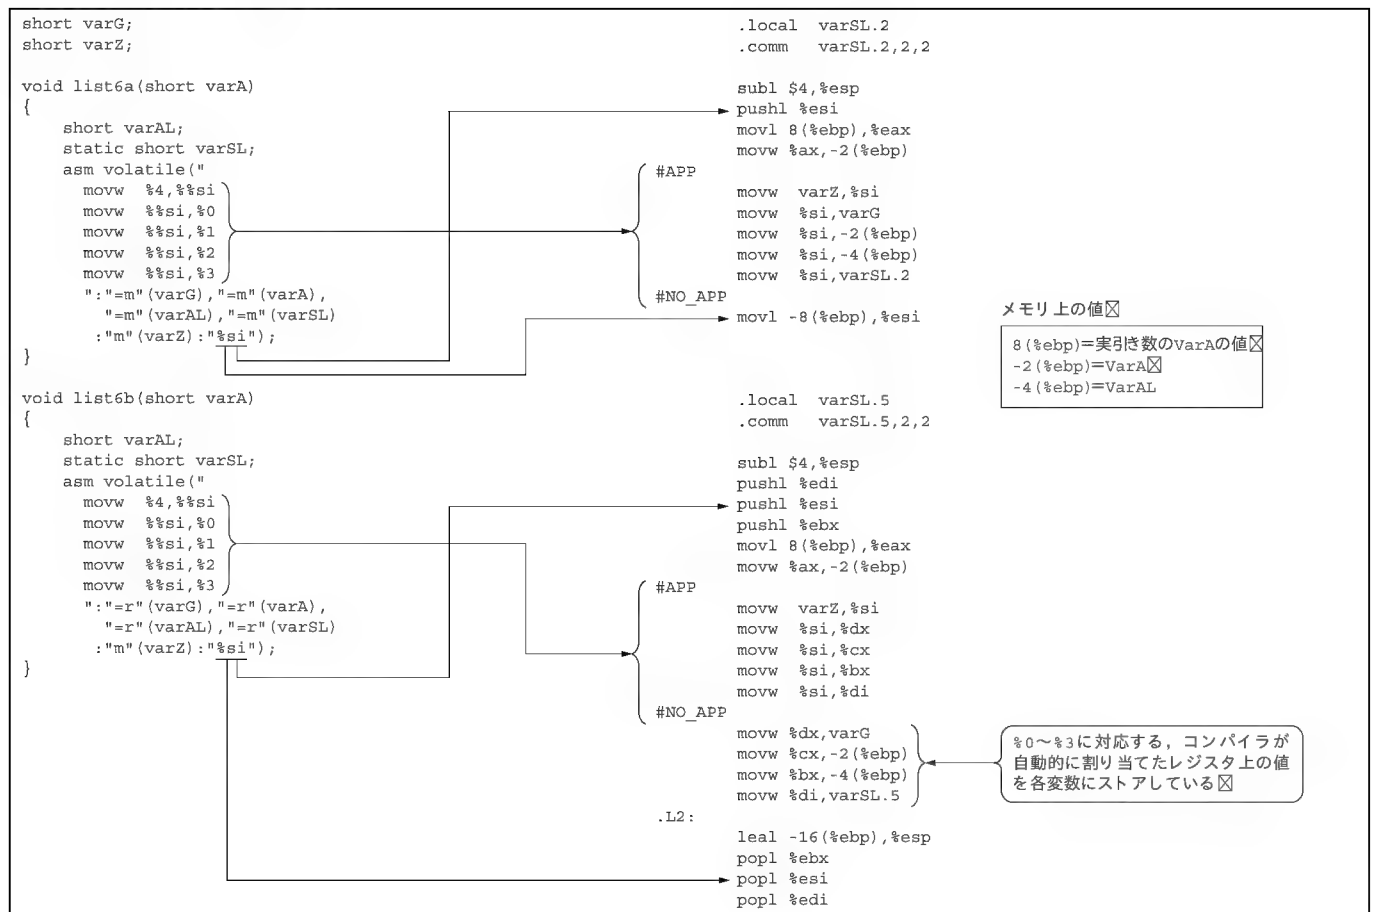 short varG;
short varZ;
void list6a(short varA)
{
short varAL;
static short varSL;
asm volatile("
movw %4,%%si
movw %%si,%0
movw %%si,%1
movw %%si,%2
movw %%si,%3
":"=m"(varG),"=m"(varA),
"=m"(varAL),"=m"(varSL)
:"m"(varZ):"%si");
}
.local varSL.2
.comm varSL.2,2,2
subl $4,%esp
pushl %esi
movl 8(%ebp),%eax
movw %ax,-2(%ebp)
#APP
movw varZ,%si
movw %si,varG
movw %si,-2(%ebp)
movw %si,-4(%ebp)
movw %si,varSL.2
#NO_APP
movl -8(%ebp),%esi
メモリ上の値
8(%ebp)=実引き数のVarAの値
-2(%ebp)=VarA
-4(%ebp)=VarAL
void list6b(short varA)
{
short varAL;
static short varSL;
asm volatile("
movw %4,%%si
movw %%si,%0
movw %%si,%1
movw %%si,%2
movw %%si,%3
":"=r"(varG),"=r"(varA),
"=r"(varAL),"=r"(varSL)
:"m"(varZ):"%si");
}
.local varSL.5
.comm varSL.5,2,2
subl $4,%esp
pushl %edi
pushl %esi
pushl %ebx
movl 8(%ebp),%eax
movw %ax,-2(%ebp)
#APP
movw varZ,%si
movw %si,%dx
movw %si,%cx
movw %si,%bx
movw %si,%di
#NO_APP
movw %dx,varG
movw %cx,-2(%ebp)
movw %bx,-4(%ebp)
movw %di,varSL.5
%0〜%3に対応する，コンパイラが
自動的に割り当てたレジスタ上の値
を各変数にストアしている
.L2:
leal -16(%ebp),%esp
popl %ebx
popl %esi
popl %edi